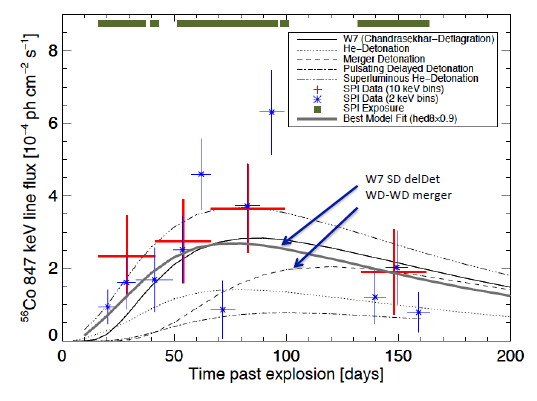 8
6
4
2
0
⁵⁶Co 847 keV line flux [10⁻⁴ ph cm⁻² s⁻¹]
W7 (Chandrasekhar-Deflagration)
He-Detonation
Merger Detonation
Pulsating Delayed Detonation
Superluminous He-Detonation
SPI Data (10 keV bins)
SPI Data (2 keV bins)
SPI Exposure
Best Model Fit (hed8x0.9)
W7 SD delDet
WD-WD merger
0 50 100 150 200
Time past explosion [days]